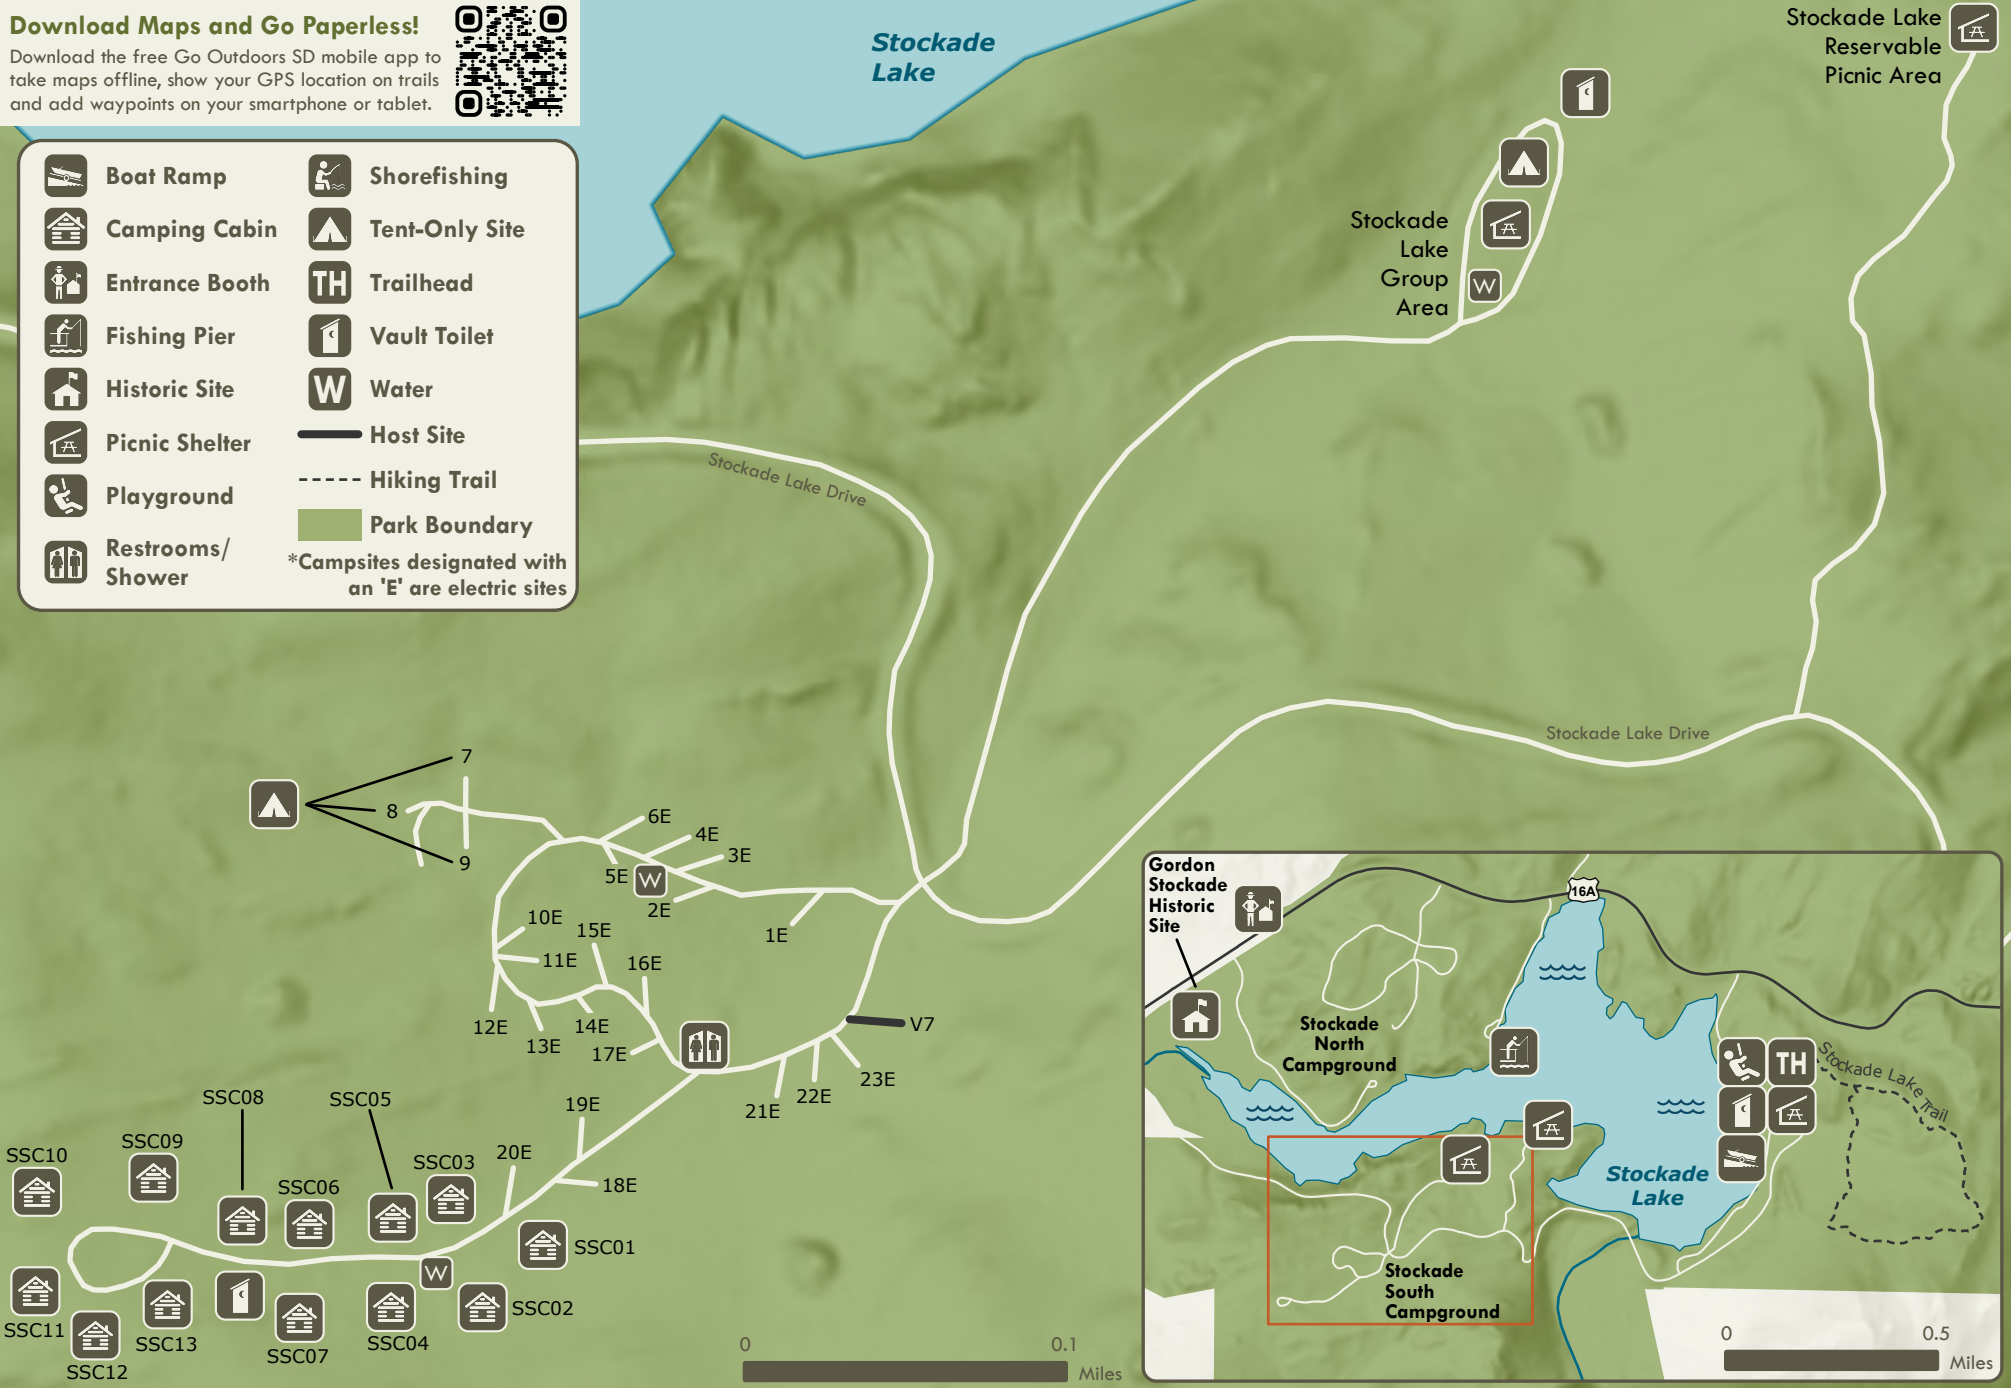 Download Maps and Go Paperless!
Download the free Go Outdoors SD mobile app to
take maps offline, show your GPS location on trails
and add waypoints on your smartphone or tablet.
Boat Ramp
Camping Cabin
Entrance Booth
Fishing Pier
Historic Site
Picnic Shelter
Playground
Restrooms/
Shower
Shorefishing
Tent-Only Site
TH Trailhead
Vault Toilet
W Water
Host Site
Hiking Trail
Park Boundary
*Campsites designated with
an 'E' are electric sites
Stockade
Lake
Stockade Lake
Reservable
Picnic Area
Stockade
Lake
Group
Area
W
Stockade Lake Drive
Stockade Lake Drive
7
8
9
6E
4E
3E
5E
W
2E
1E
10E
15E
11E
16E
12E
13E
14E
17E
V7
23E
22E
21E
19E
20E
18E
SSC08
SSC05
SSC09
SSC10
SSC03
SSC06
SSC01
W
SSC02
SSC11
SSC12
SSC13
SSC07
SSC04
0
0.1
Miles
Gordon
Stockade
Historic
Site
16A
Stockade
North
Campground
TH
Stockade Lake Trail
Stockade
Lake
Stockade
South
Campground
0
0.5
Miles